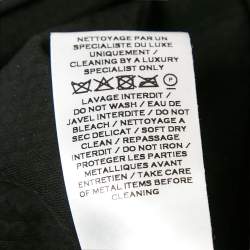 NETTOYAGE PAR UN
SPECIALISTE DU LUXE
UNIQUEMENT /
CLEANING BY A LUXURY
SPECIALIST ONLY
P
LAVAGE INTERDIT /
DO NOT WASH / EAU DE
JAVEL INTERDITE / DO NOT
BLEACH / NETTOYAGE A
SEC DELICAT / SOFT DRY
CLEAN / REPASSAGE
INTERDIT / DO NOT IRON /
PROTEGER LES PARTIES
METALLIQUES AVANT
ENTRETIEN / TAKE CARE
OF METAL ITEMS BEFORE
CLEANING